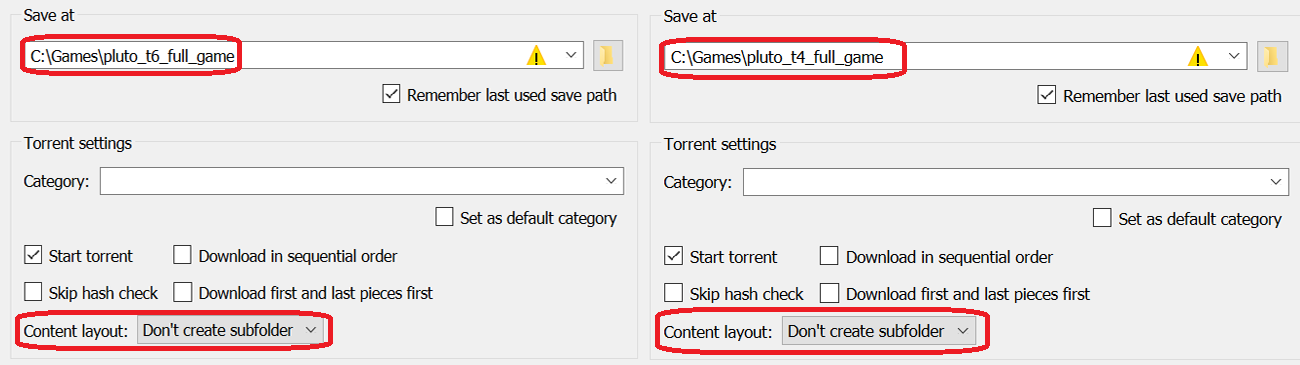 Save at
C:\Games\pluto_t6_full_game
Remember last used save path
Torrent settings
Category:
Set as default category
Start torrent Download in sequential order
Skip hash check Download first and last pieces first
Content layout: Don't create subfolder
Save at
C:\Games\pluto_t4_full_game
Remember last used save path
Torrent settings
Category:
Set as default category
Start torrent Download in sequential order
Skip hash check Download first and last pieces first
Content layout: Don't create subfolder